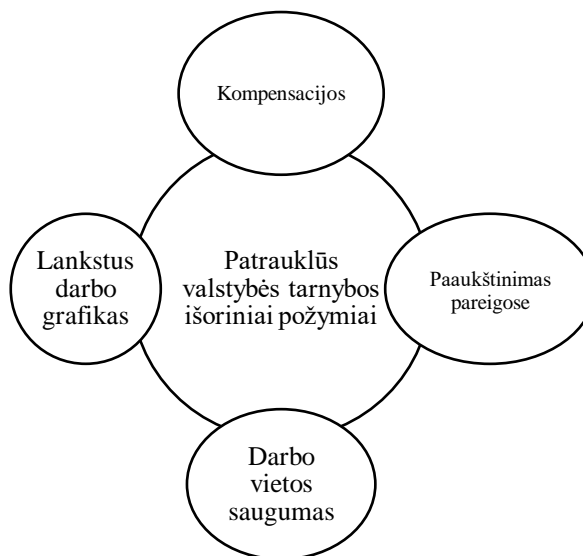 Kompensacijos
Lankstus
darbo
grafikas
Patrauklūs
valstybės tarnybos
išoriniai požymiai
Paaukštinimas
pareigose
Darbo
vietos
saugumas